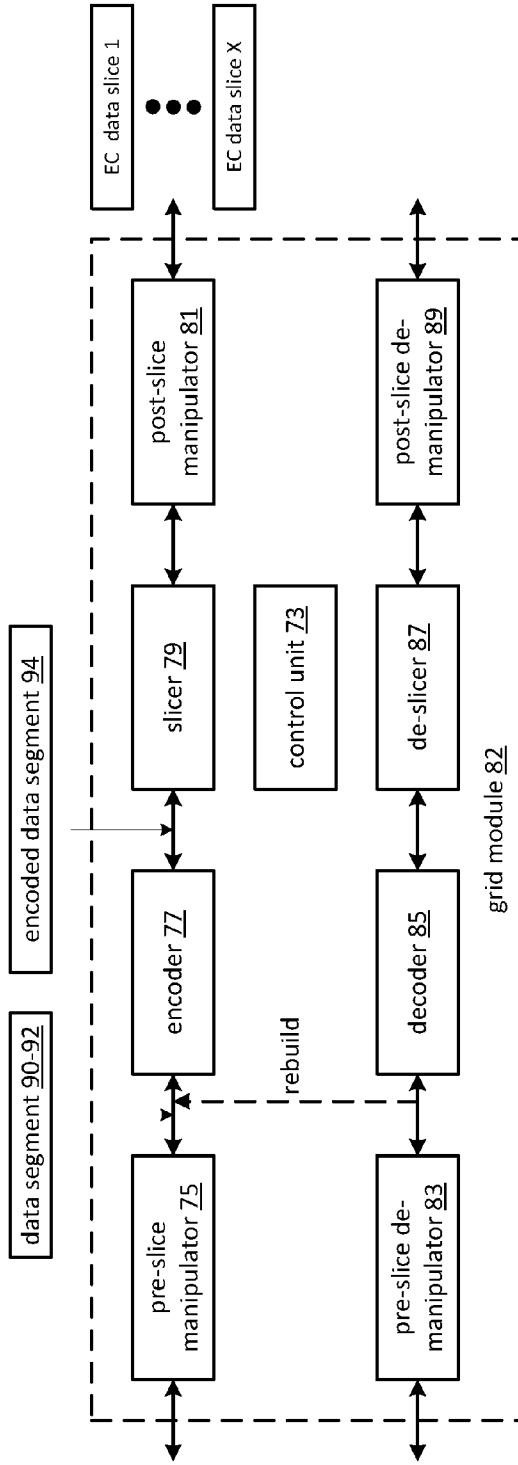 data segment 90-92
encoded data segment 94
EC data slice 1
EC data slice X
pre-slice
manipulator 75
encoder 77
slicer 79
post-slice
manipulator 81
rebuild
control unit 73
pre-slice de-
manipulator 83
decoder 85
de-slicer 87
post-slice de-
manipulator 89
grid module 82